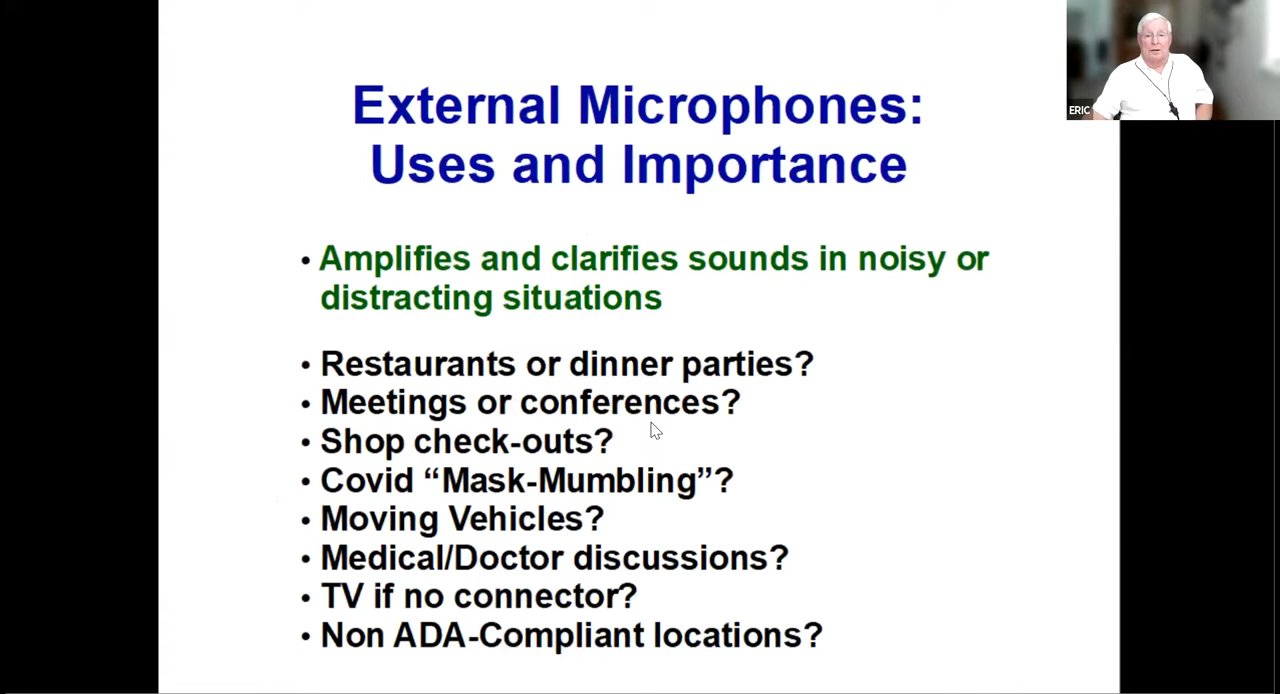 External Microphones:
Uses and Importance
ERIC
• Amplifies and clarifies sounds in noisy or
distracting situations
• Restaurants or dinner parties?
• Meetings or conferences?
• Shop check-outs?
• Covid “Mask-Mumbling”?
• Moving Vehicles?
• Medical/Doctor discussions?
• TV if no connector?
• Non ADA-Compliant locations?